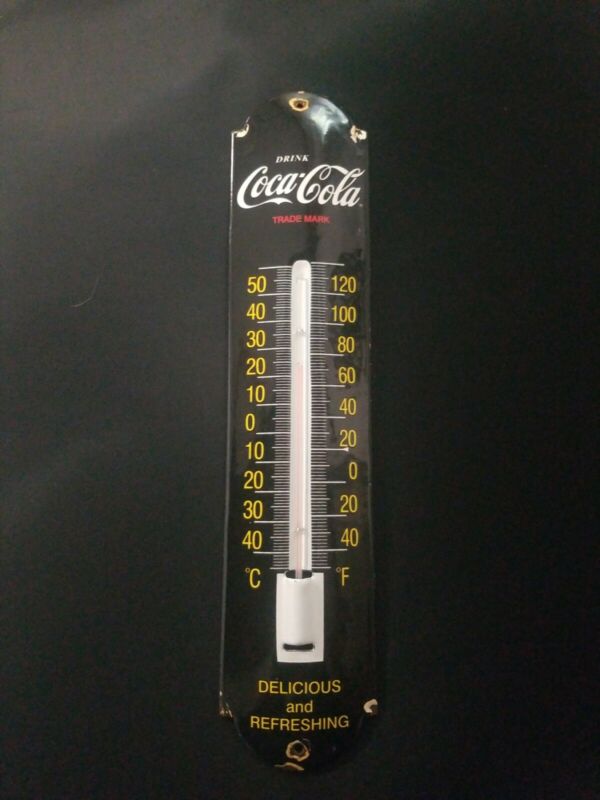 DRINK
Coca-Cola
TRADE MARK
50 120
40 100
30 80
20 60
10 40
0 20
10 0
20 20
30 40
40
°C °F
DELICIOUS
and
REFRESHING